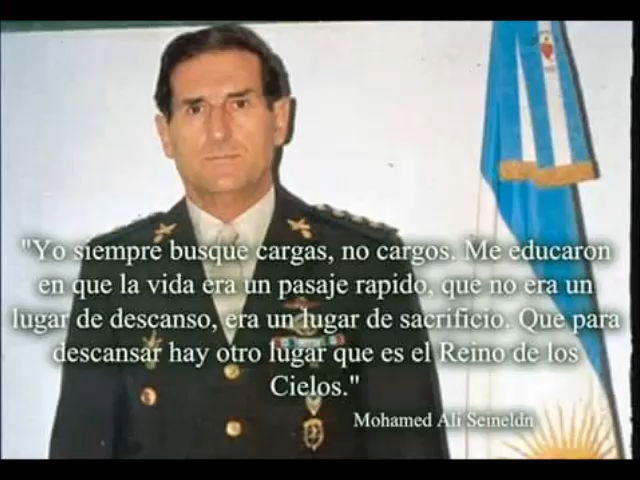 "Yo siempre busque cargas, no cargos. Me educaron
en que la vida era un pasaje rapido, que no era un
lugar de descanso, era un lugar de sacrificio. Que para
descansar hay otro lugar que es el Reino de los
Cielos."
Mohamed Ali Seineldn